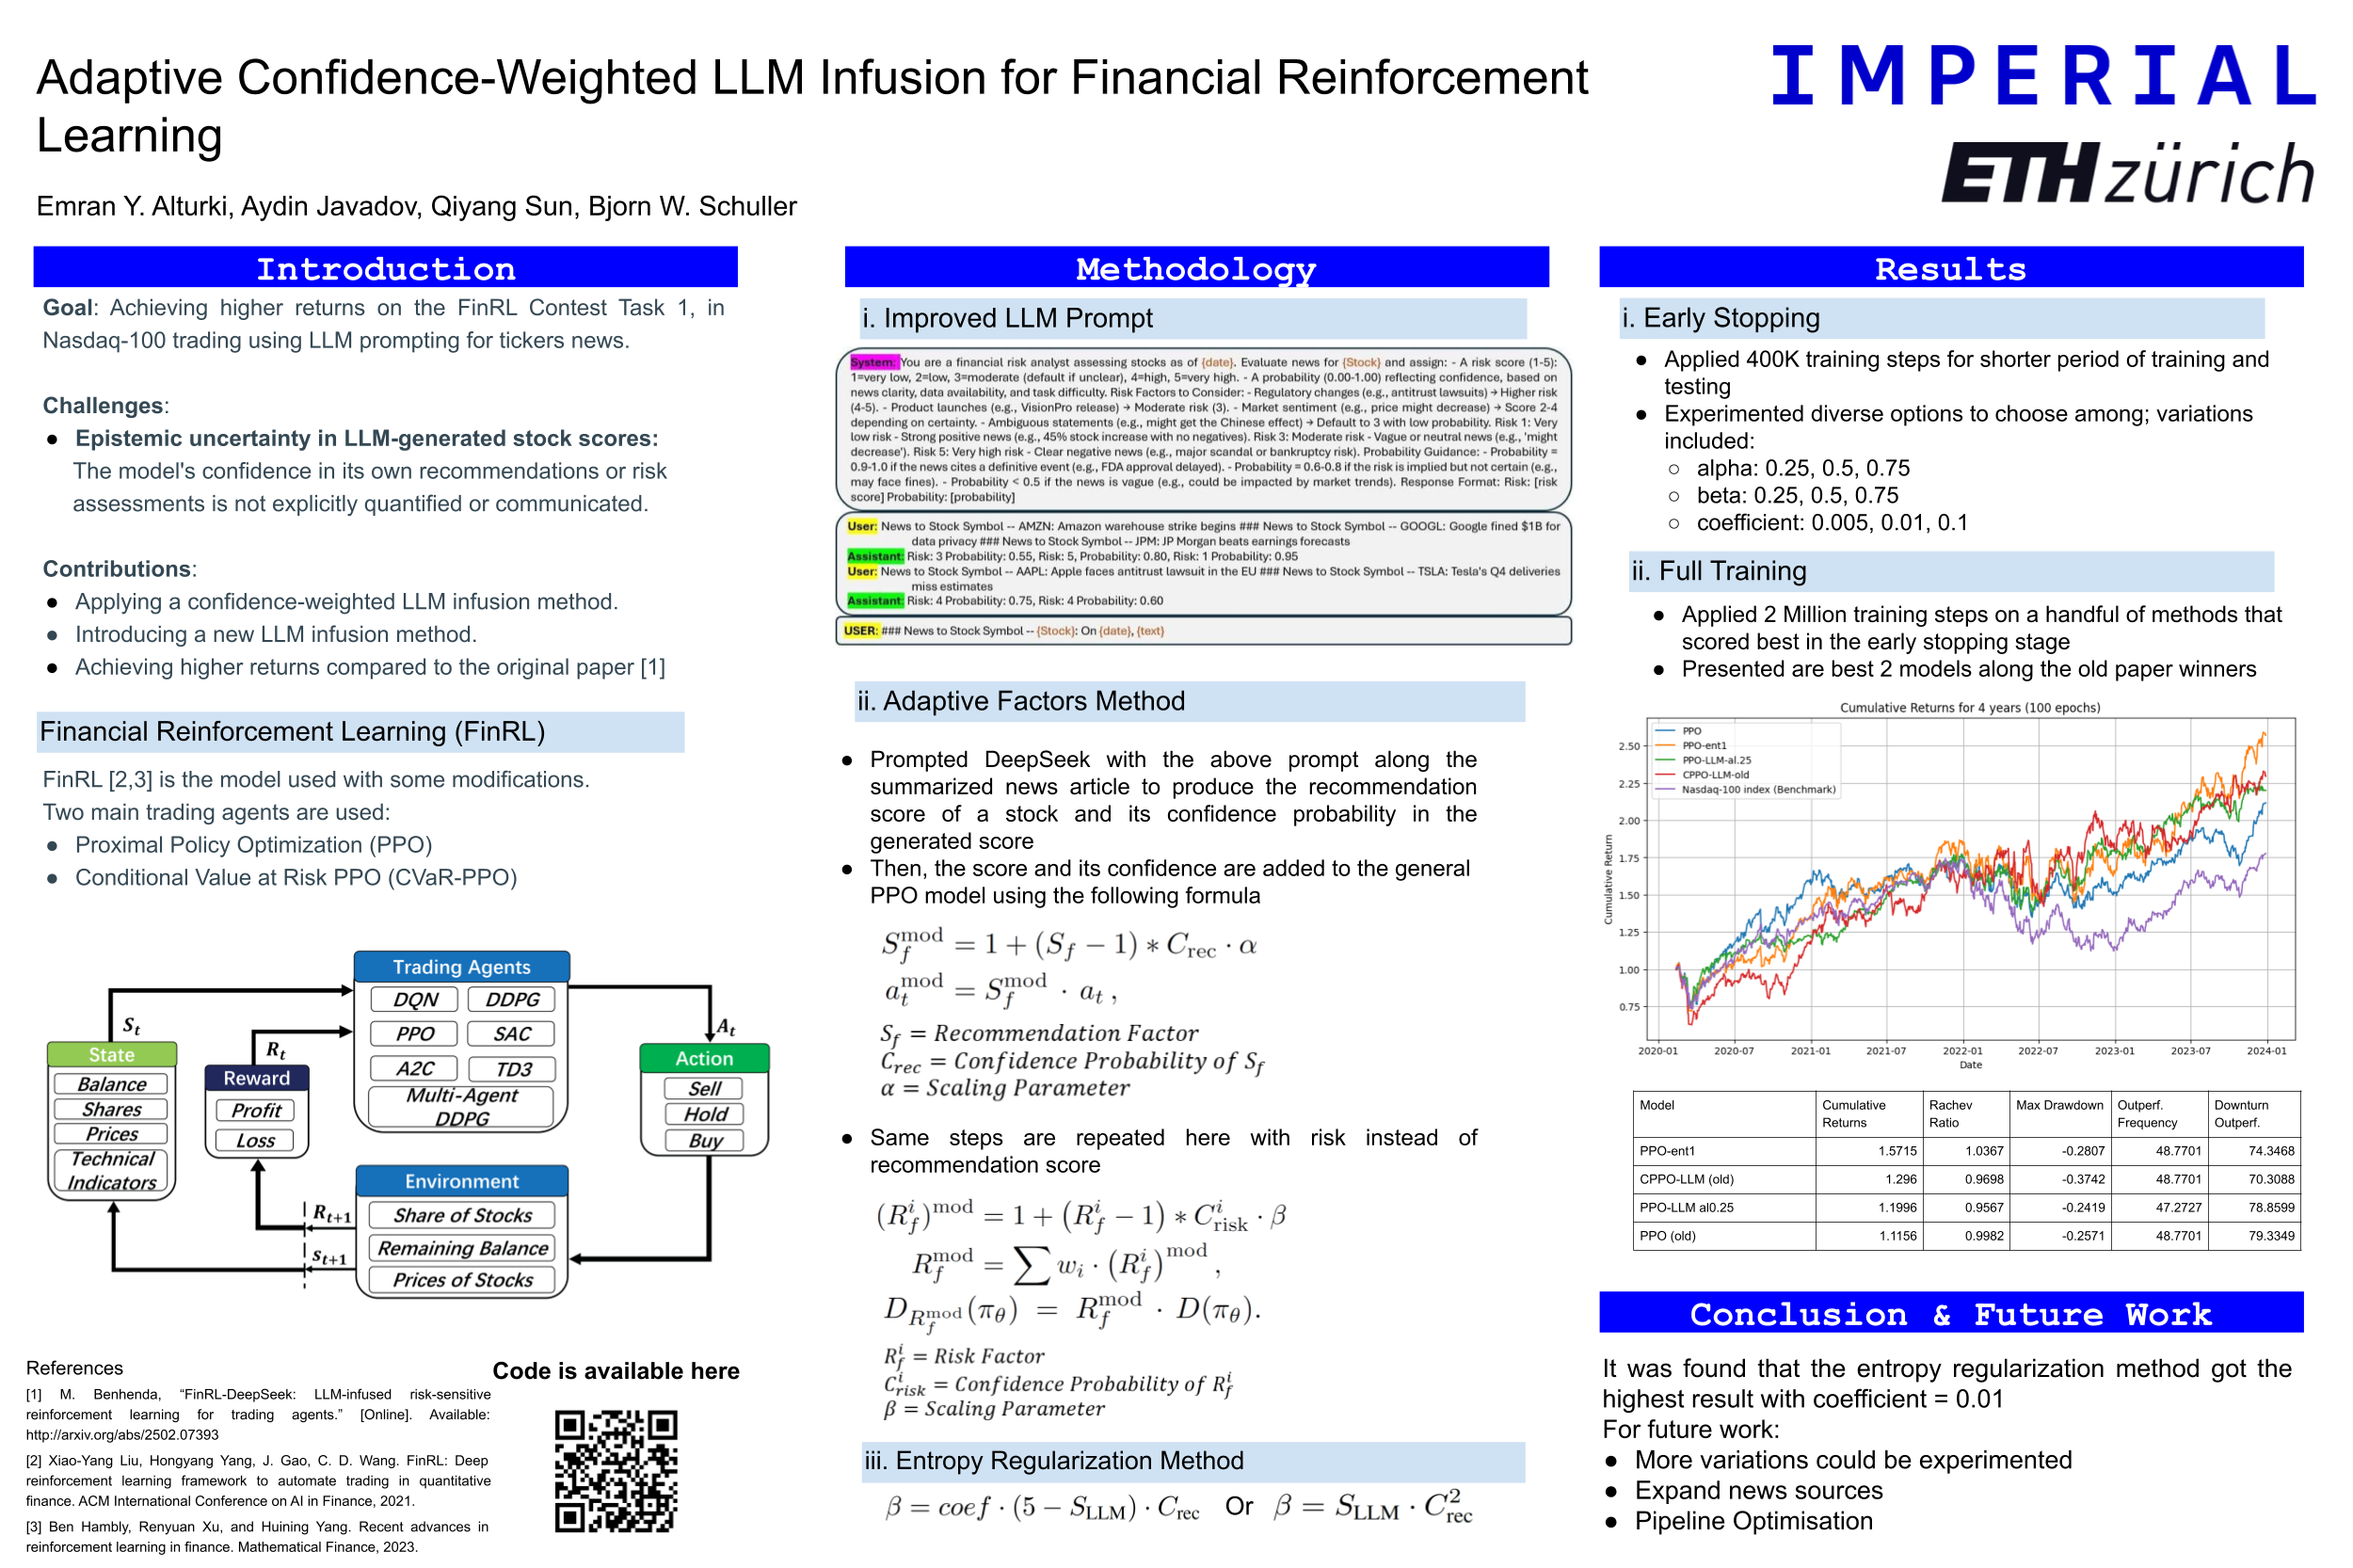 Adaptive Confidence-Weighted LLM Infusion for Financial Reinforcement
Learning
Emran Y. Alturki, Aydin Javadov, Qiyang Sun, Bjorn W. Schuller
IMPERIAL
ETH zürich
Introduction
Goal: Achieving higher returns on the FinRL Contest Task 1, in
Nasdaq-100 trading using LLM prompting for tickers news.
Challenges:
● Epistemic uncertainty in LLM-generated stock scores:
The model's confidence in its own recommendations or risk
assessments is not explicitly quantified or communicated.
Contributions:
● Applying a confidence-weighted LLM infusion method.
● Introducing a new LLM infusion method.
● Achieving higher returns compared to the original paper [1]
Financial Reinforcement Learning (FinRL)
FinRL [2,3] is the model used with some modifications.
Two main trading agents are used:
● Proximal Policy Optimization (PPO)
● Conditional Value at Risk PPO (CVaR-PPO)
Trading Agents
DQN DDPG
PPO SAC
A2C TD3
Multi-Agent
DDPG
S_t
R_t
A_t
State
Balance
Shares
Prices
Technical
Indicators
Reward
Profit
Loss
Action
Sell
Hold
Buy
Environment
Share of Stocks
Remaining Balance
Prices of Stocks
R_{t+1}
s_{t+1}
References
[1] M. Benhenda, “FinRL-DeepSeek: LLM-infused risk-sensitive
reinforcement learning for trading agents.” [Online]. Available:
http://arxiv.org/abs/2502.07393
[2] Xiao-Yang Liu, Hongyang Yang, J. Gao, C. D. Wang. FinRL: Deep
reinforcement learning framework to automate trading in quantitative
finance. ACM International Conference on AI in Finance, 2021.
[3] Ben Hambly, Renyuan Xu, and Huining Yang. Recent advances in
reinforcement learning in finance. Mathematical Finance, 2023.
Code is available here
Methodology
i. Improved LLM Prompt
System: You are a financial risk analyst assessing stocks as of {date}. Evaluate news for {Stock} and assign: - A risk score (1-5):
1=very low, 2=low, 3=moderate (default if unclear), 4=high, 5=very high. - A probability (0.00-1.00) reflecting confidence, based on
news clarity, data availability, and task difficulty. Risk Factors to Consider: - Regulatory changes (e.g., antitrust lawsuits) → Higher risk
(4-5). - Product launches (e.g., VisionPro release) → Moderate risk (3). - Market sentiment (e.g., price might decrease) → Score 2-4
depending on certainty. - Ambiguous statements (e.g., might get the Chinese effect) → Default to 3 with low probability. Risk 1: Very
low risk - Strong positive news (e.g., 45% stock increase with no negatives). Risk 3: Moderate risk - Vague or neutral news (e.g., 'might
decrease'). Risk 5: Very high risk - Clear negative news (e.g., major scandal or bankruptcy risk). Probability Guidance: - Probability =
0.9-1.0 if the news cites a definitive event (e.g., FDA approval delayed). - Probability = 0.6-0.8 if the risk is implied but not certain (e.g.,
may face fines). - Probability < 0.5 if the news is vague (e.g., could be impacted by market trends). Response Format: Risk: [risk
score] Probability: [probability]
User: News to Stock Symbol -- AMZN: Amazon warehouse strike begins ### News to Stock Symbol -- GOOGL: Google fined $1B for
data privacy ### News to Stock Symbol -- JPM: JP Morgan beats earnings forecasts
Assistant: Risk: 3 Probability: 0.55, Risk: 5, Probability: 0.80, Risk: 1 Probability: 0.95
User: News to Stock Symbol -- AAPL: Apple faces antitrust lawsuit in the EU ### News to Stock Symbol -- TSLA: Tesla's Q4 deliveries
miss estimates
Assistant: Risk: 4 Probability: 0.75, Risk: 4 Probability: 0.60
USER: ### News to Stock Symbol -- {Stock}: On {date}, {text}
ii. Adaptive Factors Method
● Prompted DeepSeek with the above prompt along the
summarized news article to produce the recommendation
score of a stock and its confidence probability in the
generated score
● Then, the score and its confidence are added to the general
PPO model using the following formula
S_f^{mod} = 1 + (S_f − 1) ∗ C_{rec} · α
a_t^{mod} = S_f^{mod} · a_t ,
S_f = Recommendation Factor
C_{rec} = Confidence Probability of S_f
α = Scaling Parameter
● Same steps are repeated here with risk instead of
recommendation score
(R_f^i)^{mod} = 1 + (R_f^i − 1) ∗ C_{risk}^i · β
R_f^{mod} = ∑ w_i · (R_f^i)^{mod} ,
D_{R_f^{mod}}(π_θ) = R_f^{mod} · D(π_θ).
R_f^i = Risk Factor
C_{risk}^i = Confidence Probability of R_f^i
β = Scaling Parameter
iii. Entropy Regularization Method
β = coef · (5 − S_{LLM}) · C_{rec} Or β = S_{LLM} · C_{rec}^2
Results
i. Early Stopping
● Applied 400K training steps for shorter period of training and
testing
● Experimented diverse options to choose among; variations
included:
○ alpha: 0.25, 0.5, 0.75
○ beta: 0.25, 0.5, 0.75
○ coefficient: 0.005, 0.01, 0.1
ii. Full Training
● Applied 2 Million training steps on a handful of methods that
scored best in the early stopping stage
● Presented are best 2 models along the old paper winners
Cumulative Returns for 4 years (100 epochs)
PPO
PPO-ent1
PPO-LLM-al.25
CPPO-LLM-old
Nasdaq-100 index (Benchmark)
Cumulative Return
2.50
2.25
2.00
1.75
1.50
1.25
1.00
0.75
2020-01 2020-07 2021-01 2021-07 2022-01 2022-07 2023-01 2023-07 2024-01
Date
Model Cumulative Returns Rachev Ratio Max Drawdown Outperf. Frequency Downturn Outperf.
PPO-ent1 1.5715 1.0367 -0.2807 48.7701 74.3468
CPPO-LLM (old) 1.296 0.9698 -0.3742 48.7701 70.3088
PPO-LLM al0.25 1.1996 0.9567 -0.2419 47.2727 78.8599
PPO (old) 1.1156 0.9982 -0.2571 48.7701 79.3349
Conclusion & Future Work
It was found that the entropy regularization method got the
highest result with coefficient = 0.01
For future work:
● More variations could be experimented
● Expand news sources
● Pipeline Optimisation